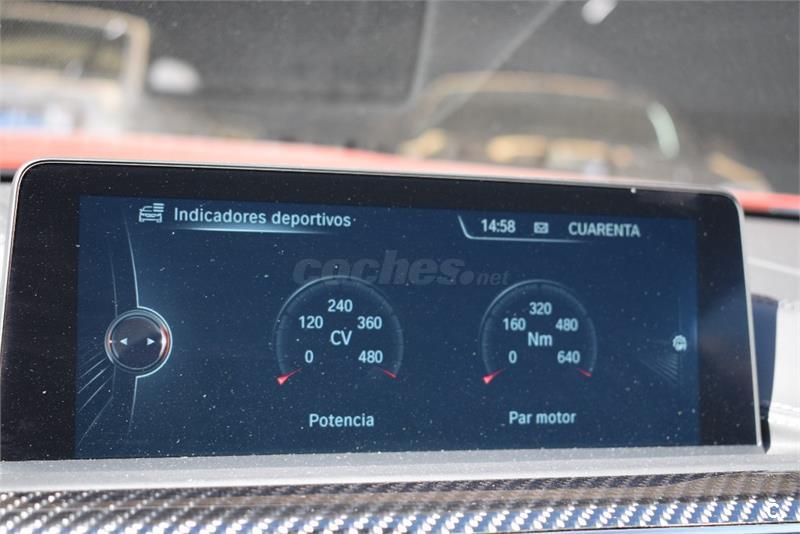 Indicadores deportivos
14:58 CUARENTA
coches.net
240
120 360
CV
0 480
Potencia
320
160 480
Nm
0 640
Par motor